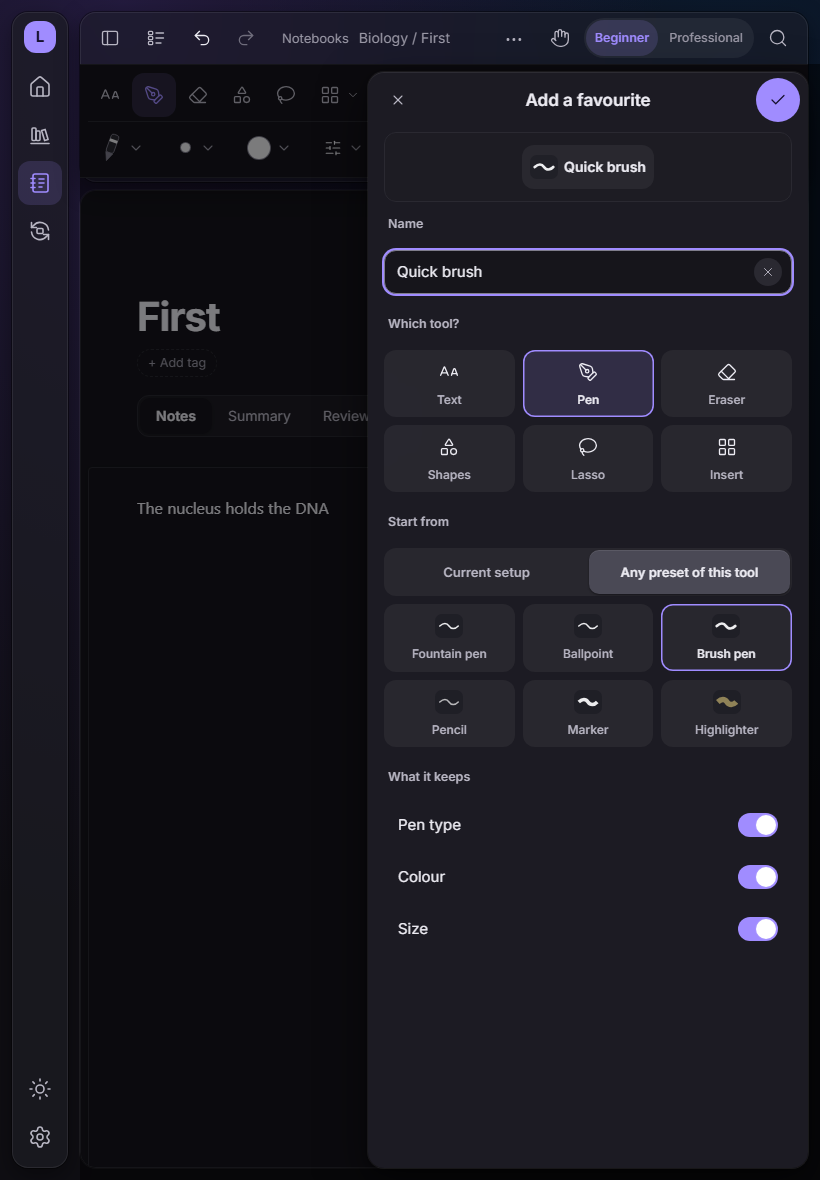 L
Notebooks Biology / First
Beginner Professional
AA
Add a favourite
Quick brush
Name
Quick brush
Which tool?
AA
Text Pen Eraser
Shapes Lasso Insert
Start from
Current setup Any preset of this tool
Fountain pen Ballpoint Brush pen
Pencil Marker Highlighter
What it keeps
Pen type
Colour
Size
First
+ Add tag
Notes Summary Review
The nucleus holds the DNA